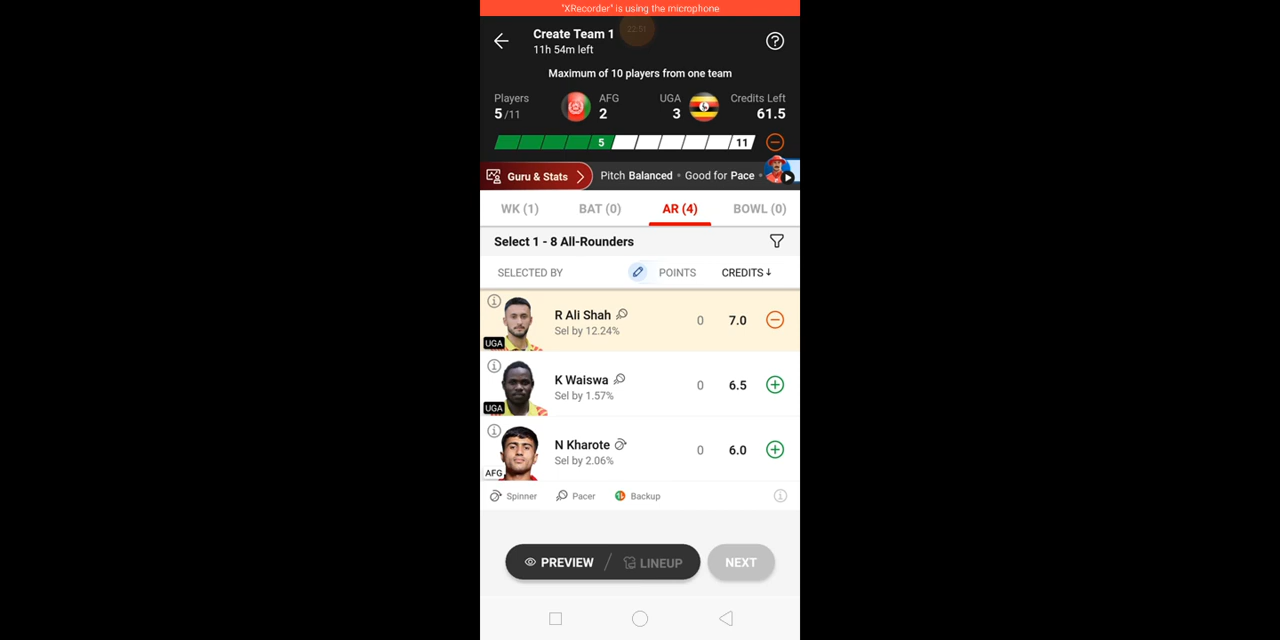 "XRecorder" is using the microphone
22:51
Create Team 1
11h 54m left
Maximum of 10 players from one team
Players AFG UGA Credits Left
5/11 2 3 61.5
5 11
Guru & Stats Pitch Balanced • Good for Pace •
WK (1) BAT (0) AR (4) BOWL (0)
Select 1 - 8 All-Rounders
SELECTED BY POINTS CREDITS↓
R Ali Shah 0 7.0
Sel by 12.24%
UGA
K Waiswa 0 6.5
Sel by 1.57%
UGA
N Kharote 0 6.0
Sel by 2.06%
AFG
Spinner Pacer Backup
PREVIEW / LINEUP NEXT